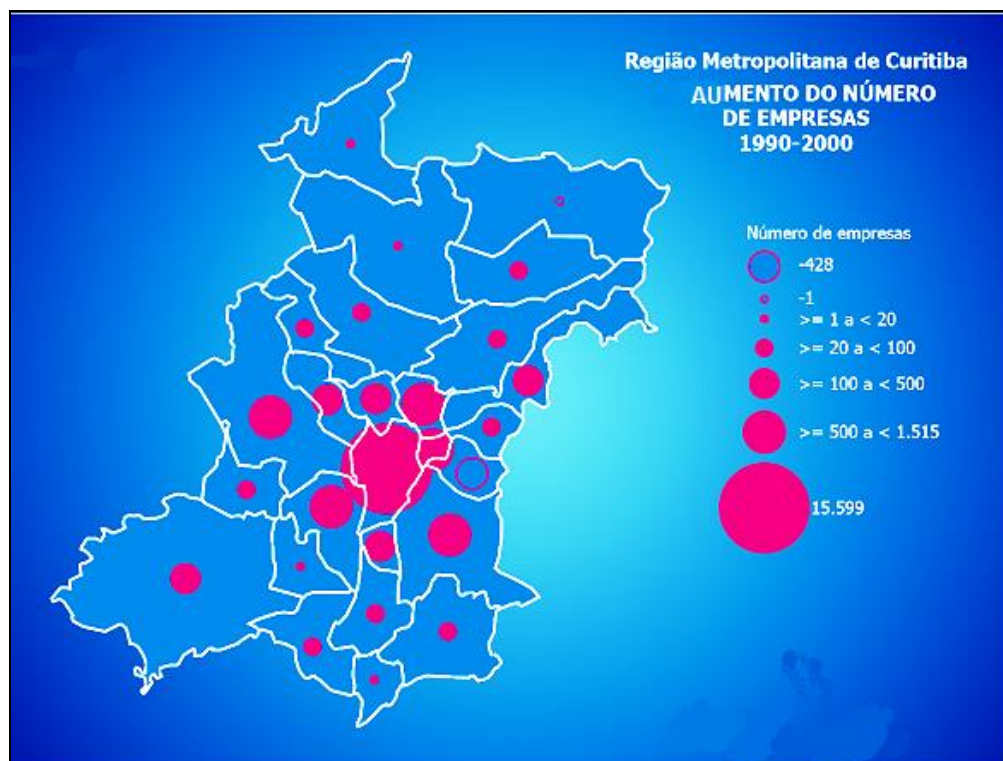 Região Metropolitana de Curitiba
AUMENTO DO NÚMERO
DE EMPRESAS
1990-2000
Número de empresas
-428
-1
>= 1 a < 20
>= 20 a < 100
>= 100 a < 500
>= 500 a < 1.515
15.599